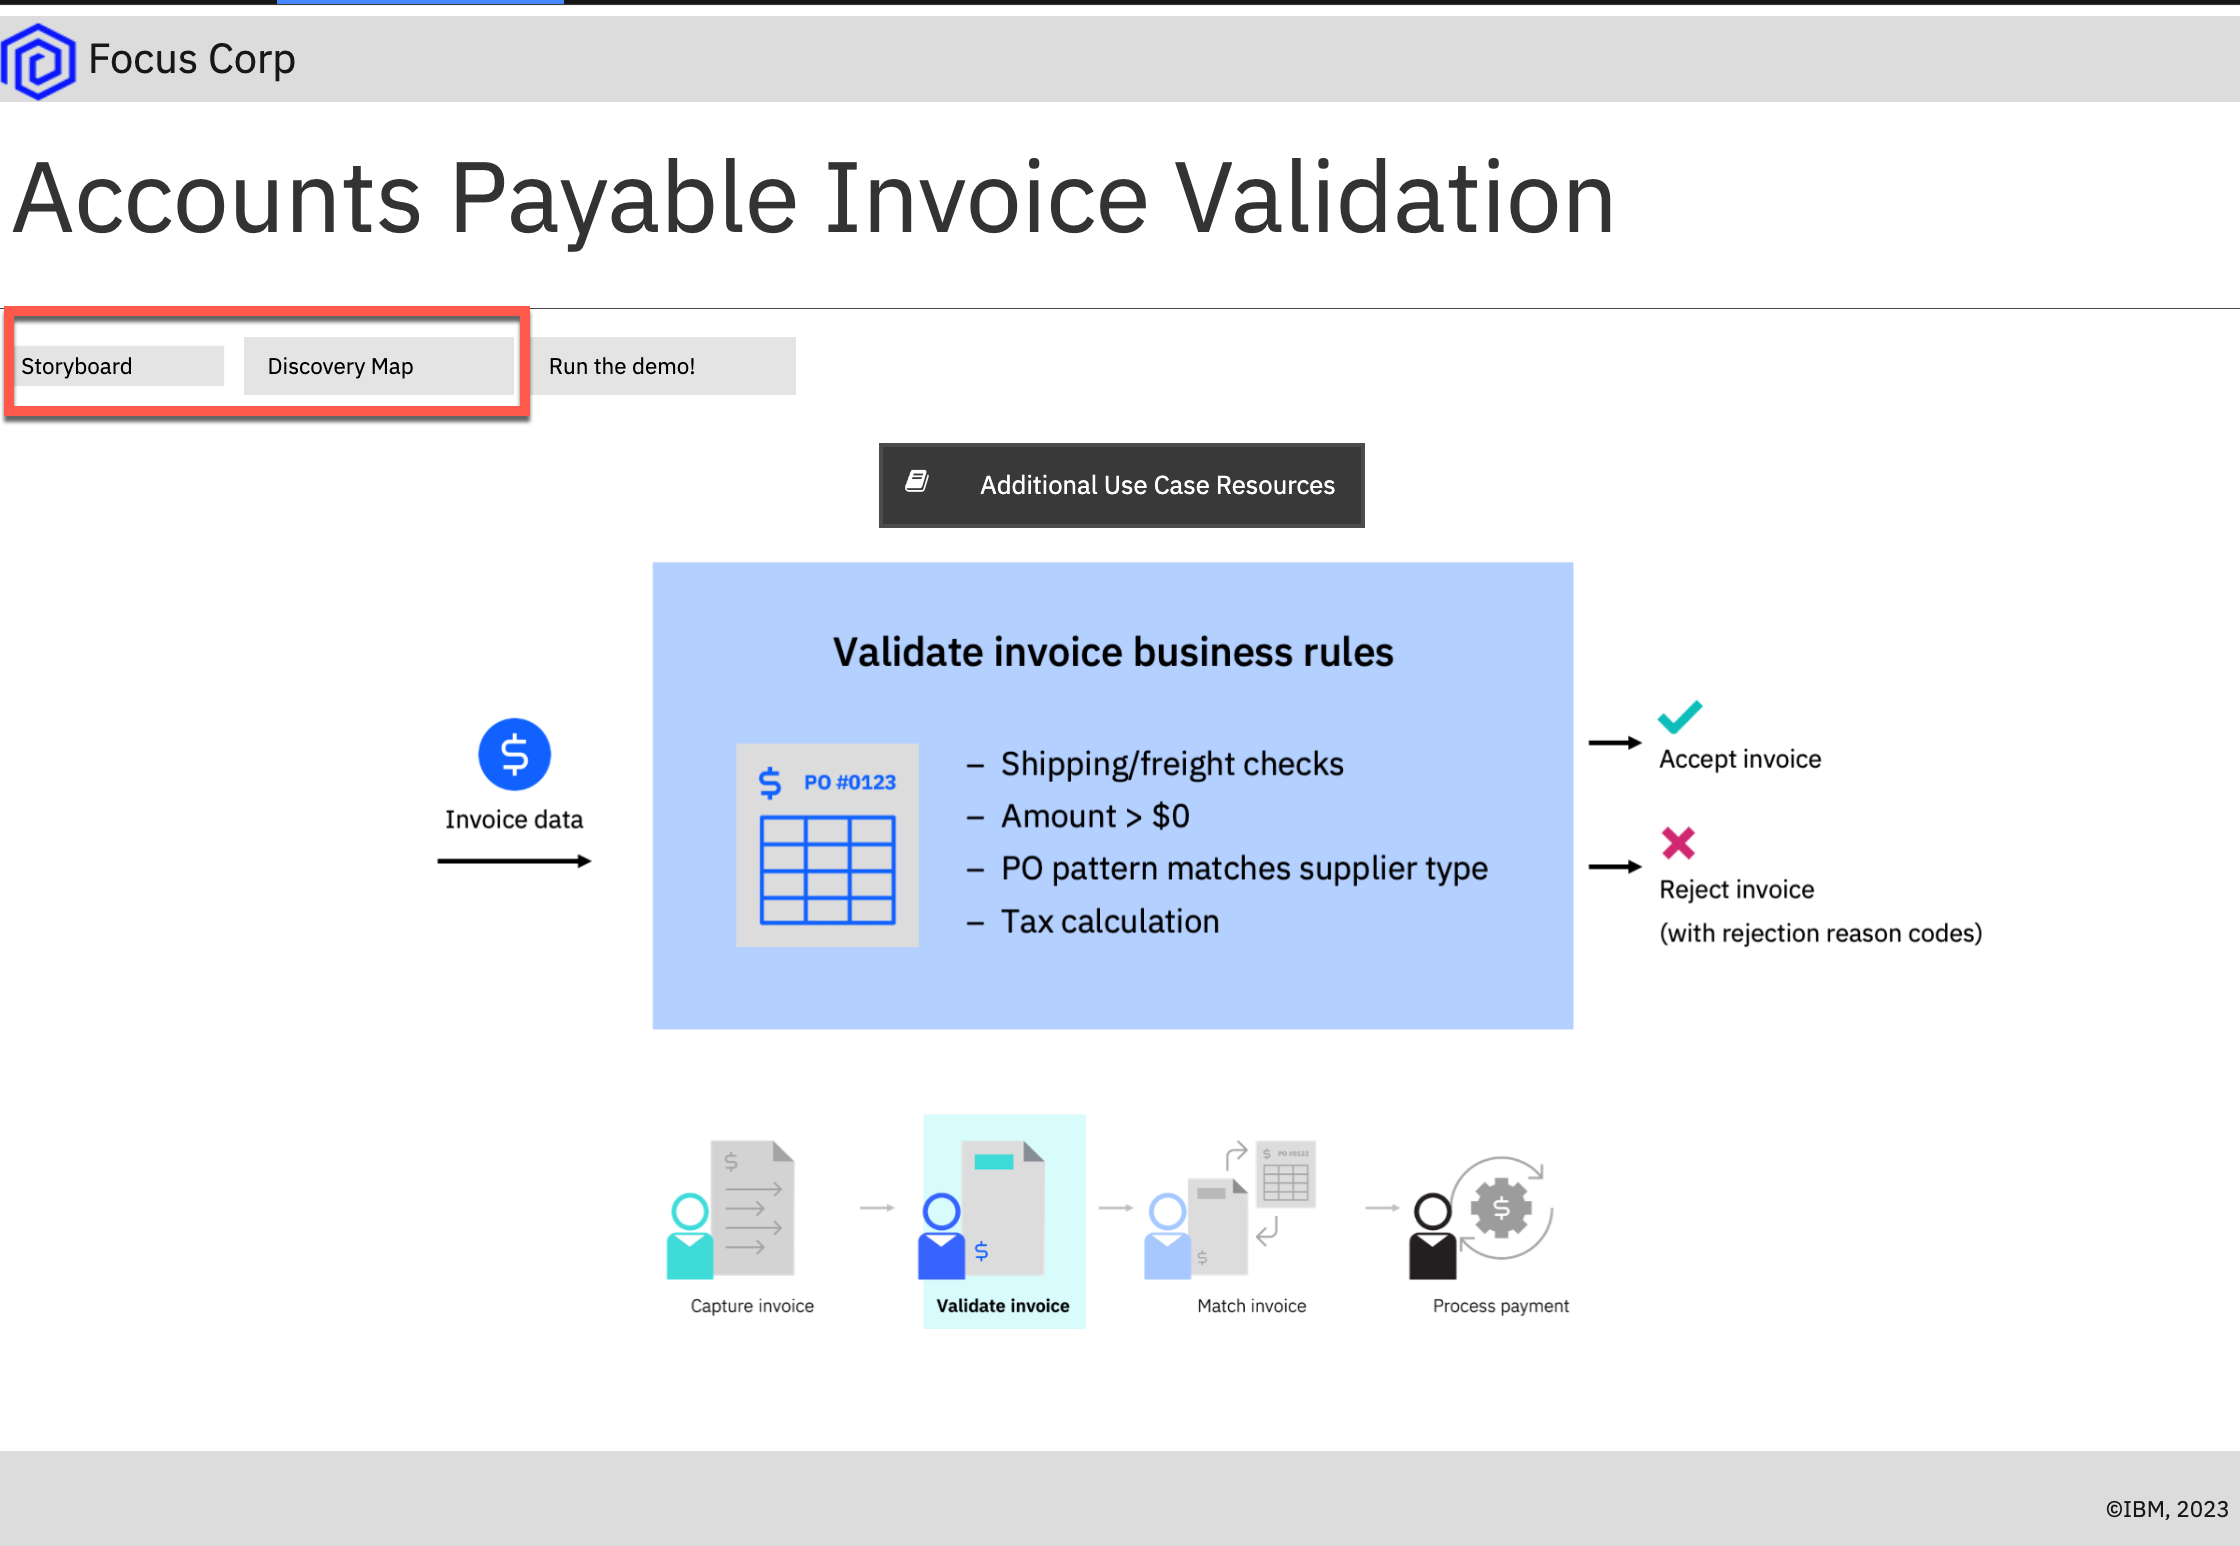 Focus Corp
Accounts Payable Invoice Validation
Storyboard
Discovery Map
Run the demo!
Additional Use Case Resources
Validate invoice business rules
$
Invoice data
$ PO #0123
– Shipping/freight checks
– Amount > $0
– PO pattern matches supplier type
– Tax calculation
Accept invoice
Reject invoice
(with rejection reason codes)
$
$
$ PO #0123
$
$
Capture invoice
Validate invoice
Match invoice
Process payment
©IBM, 2023